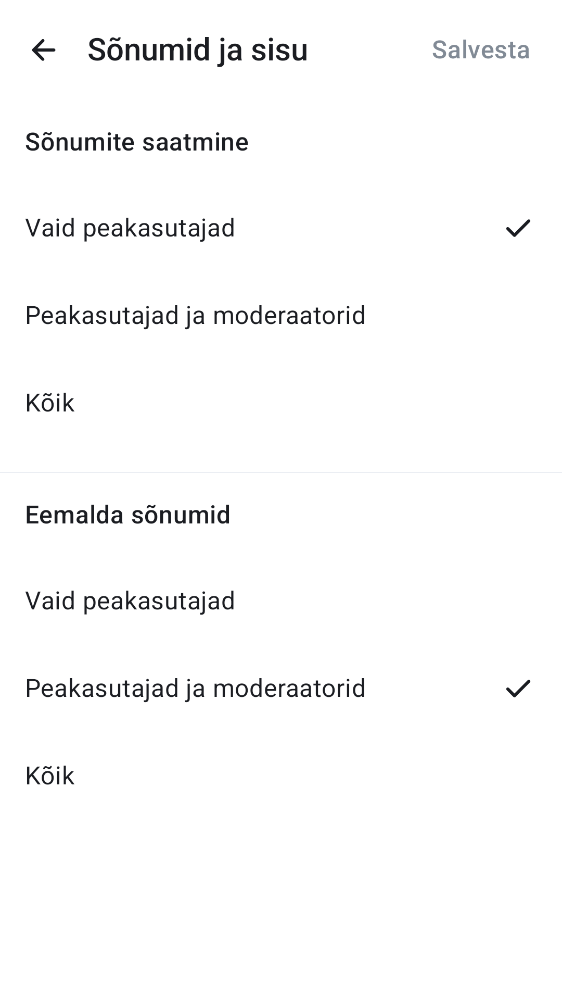 Sõnumid ja sisu
Salvesta
Sõnumite saatmine
Vaid peakasutajad
Peakasutajad ja moderaatorid
Kõik
Eemalda sõnumid
Vaid peakasutajad
Peakasutajad ja moderaatorid
Kõik